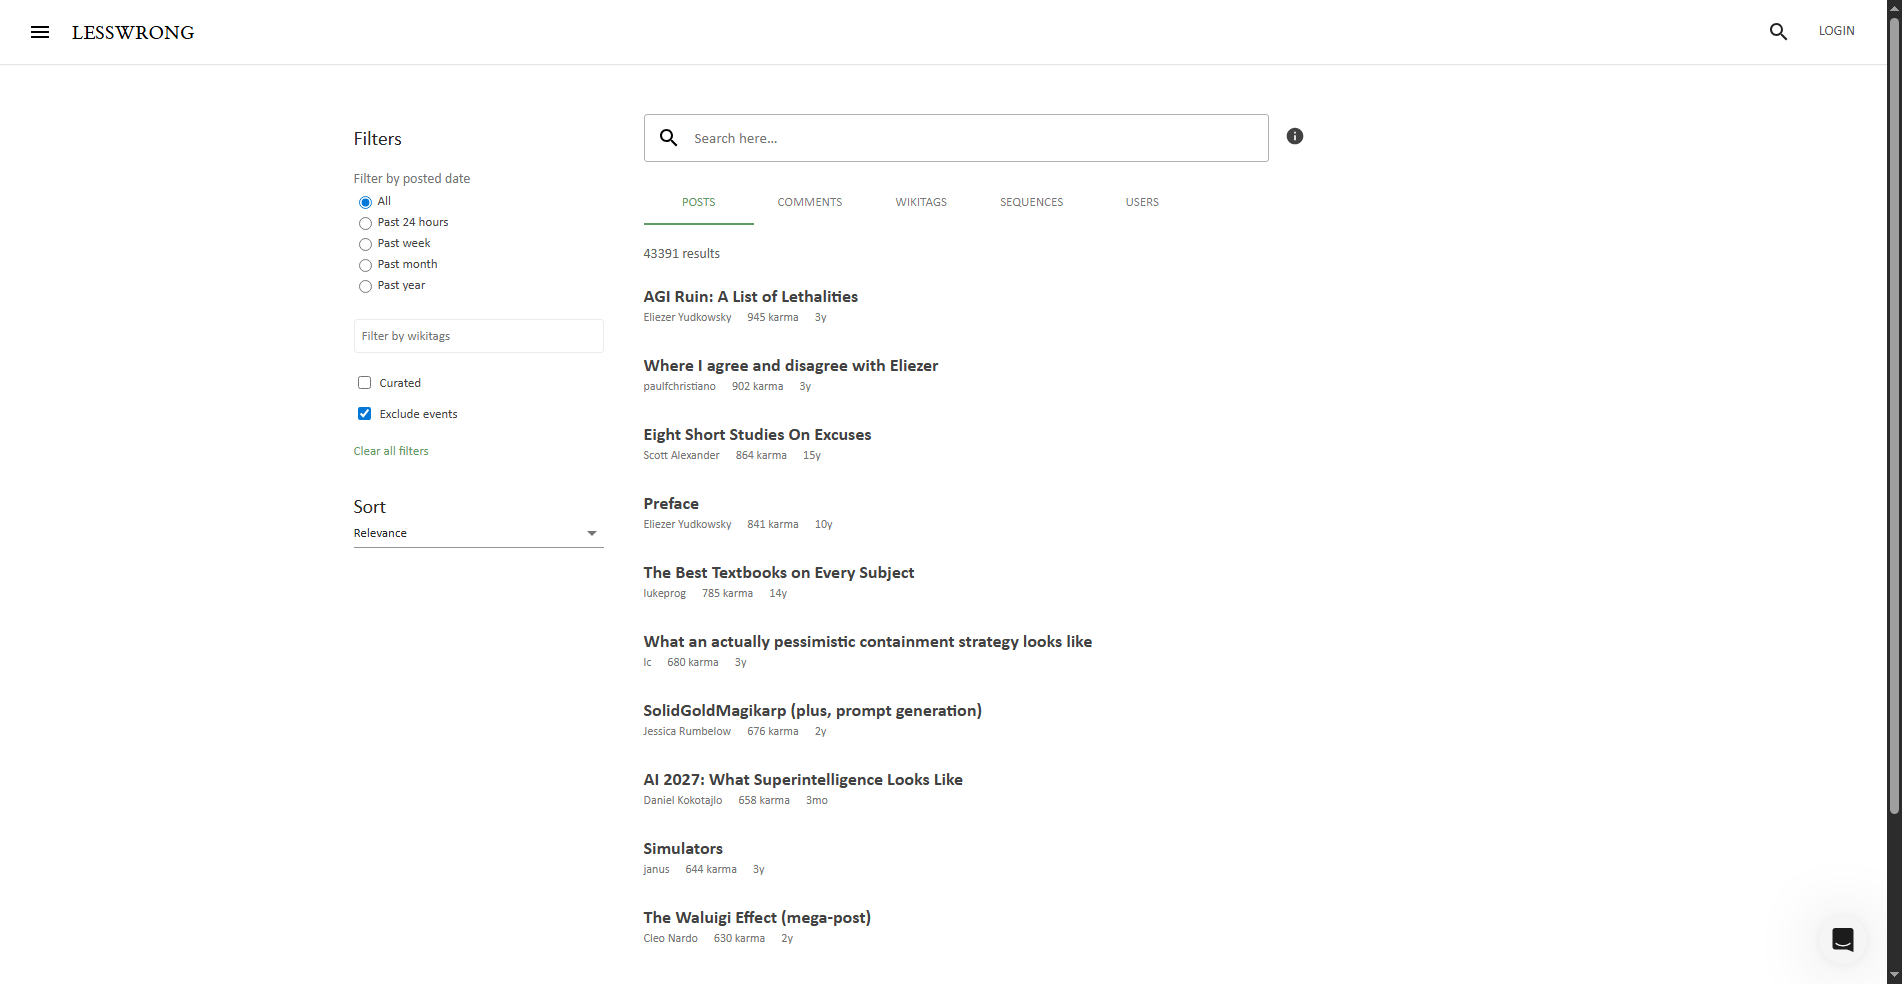 LESSWRONG
LOGIN
Filters
Filter by posted date
All
Past 24 hours
Past week
Past month
Past year
Filter by wikitags
Curated
Exclude events
Clear all filters
Sort
Relevance
Search here...
POSTS COMMENTS WIKITAGS SEQUENCES USERS
43391 results
AGI Ruin: A List of Lethalities
Eliezer Yudkowsky 945 karma 3y
Where I agree and disagree with Eliezer
paulfchristiano 902 karma 3y
Eight Short Studies On Excuses
Scott Alexander 864 karma 15y
Preface
Eliezer Yudkowsky 841 karma 10y
The Best Textbooks on Every Subject
lukeprog 785 karma 14y
What an actually pessimistic containment strategy looks like
lc 680 karma 3y
SolidGoldMagikarp (plus, prompt generation)
Jessica Rumbelow 676 karma 2y
AI 2027: What Superintelligence Looks Like
Daniel Kokotajlo 658 karma 3mo
Simulators
janus 644 karma 3y
The Waluigi Effect (mega-post)
Cleo Nardo 630 karma 2y